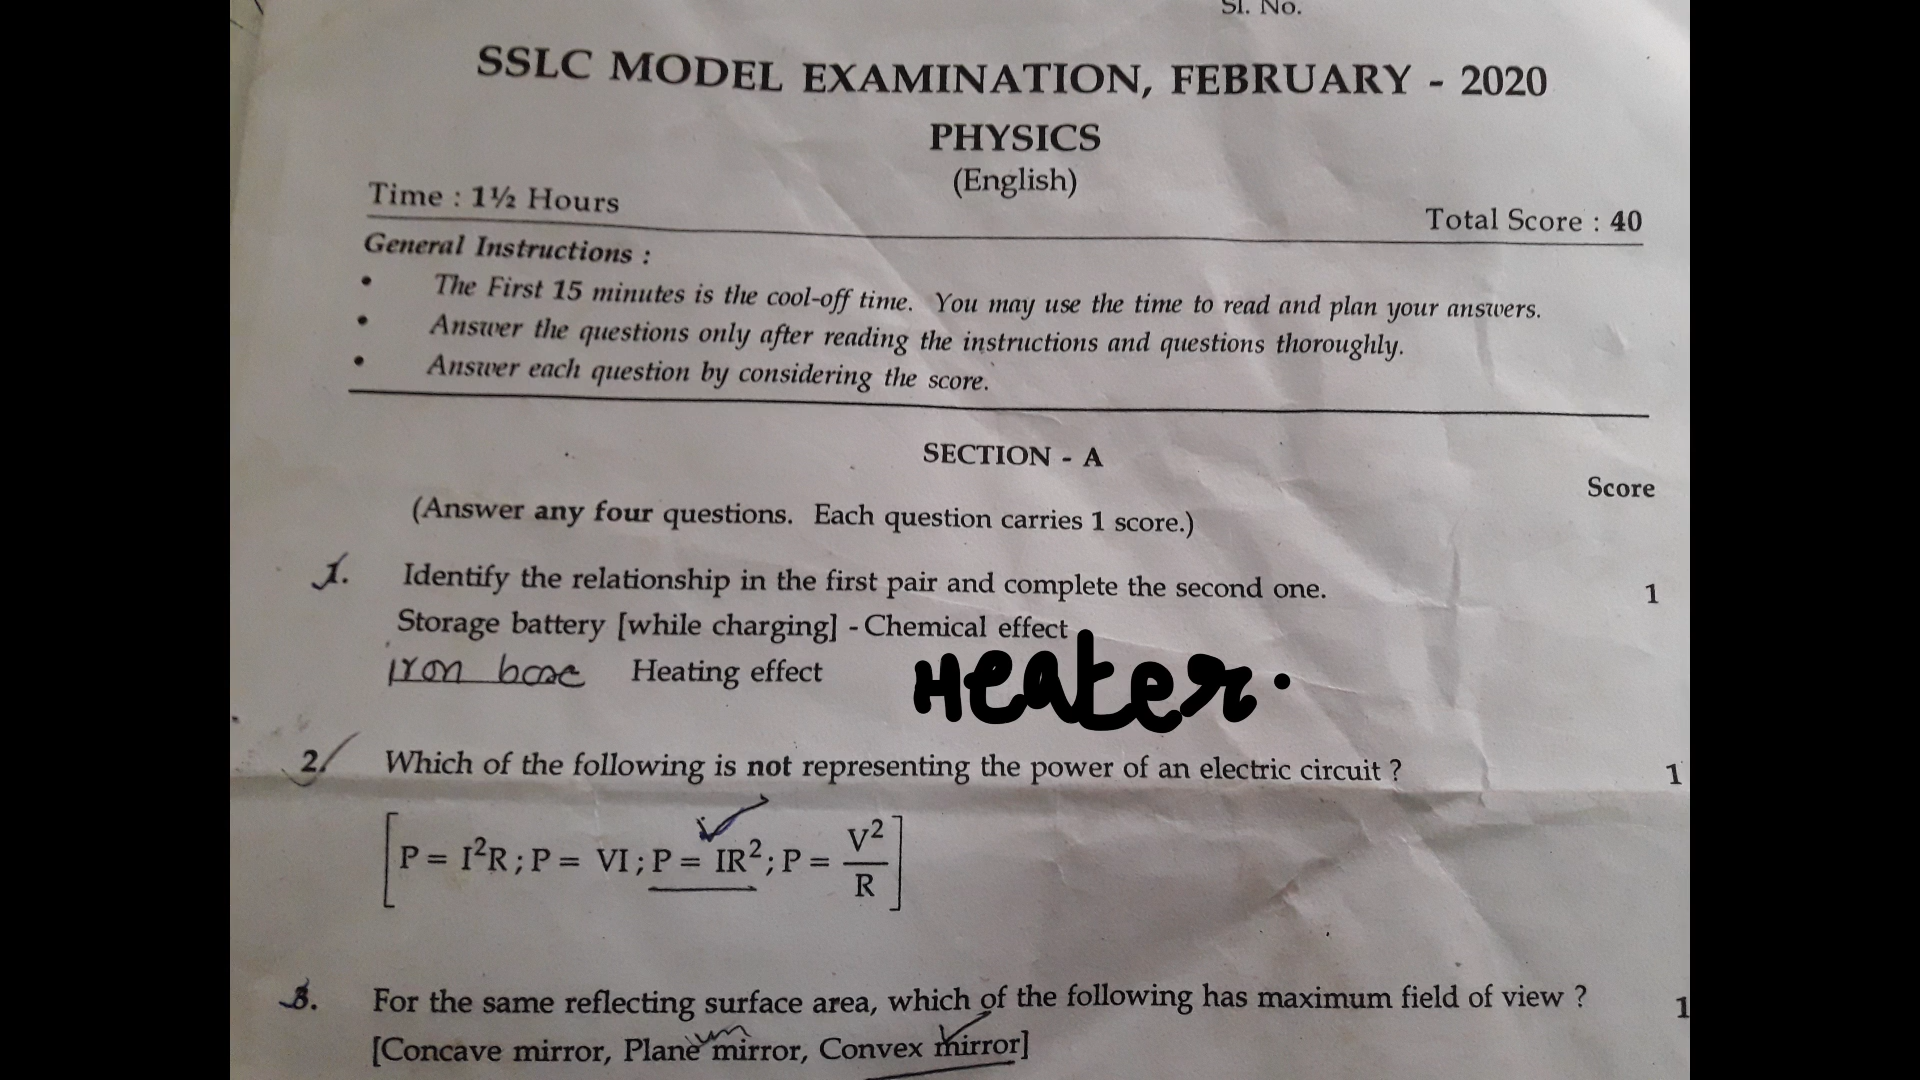 Sl. No.
SSLC MODEL EXAMINATION, FEBRUARY - 2020
PHYSICS
(English)
Time : 1½ Hours
Total Score : 40
General Instructions :
• The First 15 minutes is the cool-off time. You may use the time to read and plan your answers.
• Answer the questions only after reading the instructions and questions thoroughly.
• Answer each question by considering the score.
SECTION - A
Score
(Answer any four questions. Each question carries 1 score.)
1. Identify the relationship in the first pair and complete the second one. 1
Storage battery [while charging] - Chemical effect
Iron Heating effect Heater.
2. Which of the following is not representing the power of an electric circuit ? 1
[P = I²R ; P = VI ; P = IR² ; P = V²/R]
3. For the same reflecting surface area, which of the following has maximum field of view ? 1
[Concave mirror, Plane mirror, Convex mirror]